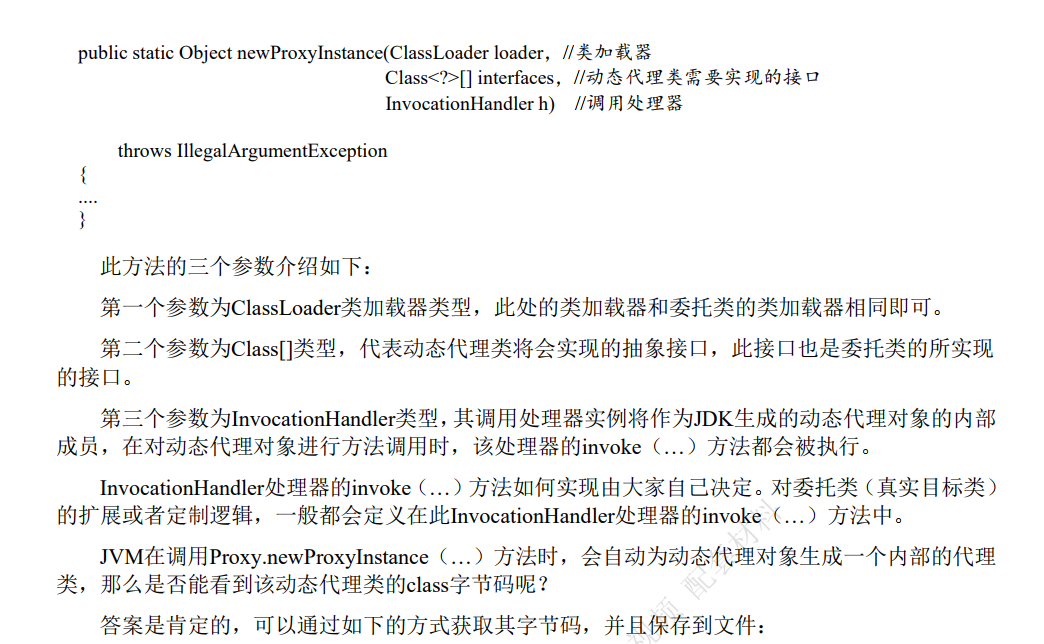 public static Object newProxyInstance(ClassLoader loader，//类加载器
Class<?>[] interfaces，//动态代理类需要实现的接口
InvocationHandler h) //调用处理器
throws IllegalArgumentException
{
....
}
此方法的三个参数介绍如下：
第一个参数为ClassLoader类加载器类型，此处的类加载器和委托类的类加载器相同即可。
第二个参数为Class[]类型，代表动态代理类将会实现的抽象接口，此接口也是委托类的所实现
的接口。
第三个参数为InvocationHandler类型，其调用处理器实例将作为JDK生成的动态代理对象的内部
成员，在对动态代理对象进行方法调用时，该处理器的invoke（…）方法都会被执行。
InvocationHandler处理器的invoke（…）方法如何实现由大家自己决定。对委托类（真实目标类）
的扩展或者定制逻辑，一般都会定义在此InvocationHandler处理器的invoke（…）方法中。
JVM在调用Proxy.newProxyInstance（…）方法时，会自动为动态代理对象生成一个内部的代理
类，那么是否能看到该动态代理类的class字节码呢？
答案是肯定的，可以通过如下的方式获取其字节码，并且保存到文件：
视频 配套材料